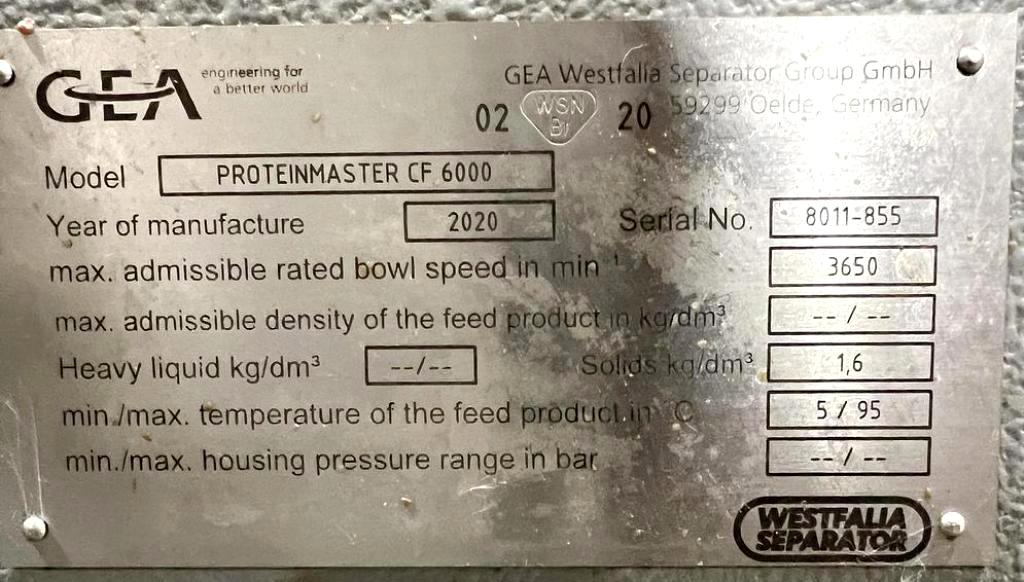 GEA engineering for
a better world
GEA Westfalia Separator Group GmbH
59299 Oelde, Germany
02 WSN Bi 20
Model PROTEINMASTER CF 6000
Year of manufacture 2020 Serial No. 8011-855
max. admissible rated bowl speed in min⁻¹ 3650
max. admissible density of the feed product in kg/dm³ -- / --
Heavy liquid kg/dm³ --/-- Solids kg/dm³ 1,6
min./max. temperature of the feed product in °C 5 / 95
min./max. housing pressure range in bar -- / --
WESTFALIA
SEPARATOR